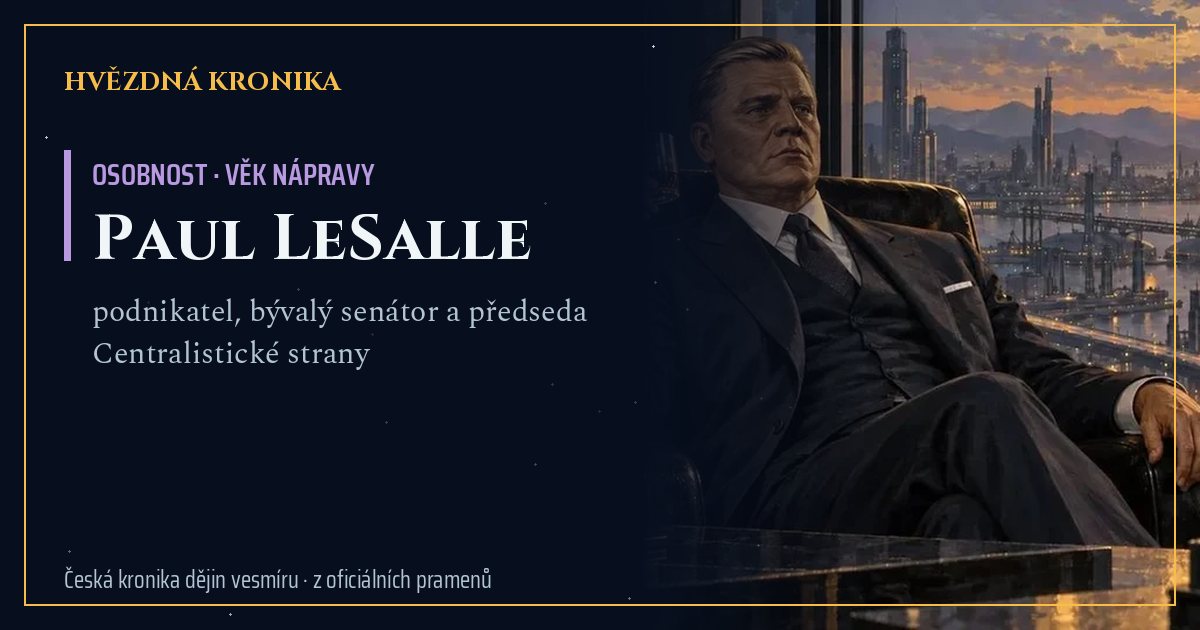 HVĚZDNÁ KRONIKA
OSOBNOST · VĚK NÁPRAVY
PAUL LESALLE
podnikatel, bývalý senátor a předseda
Centralistické strany
Česká kronika dějin vesmíru · z oficiálních pramenů